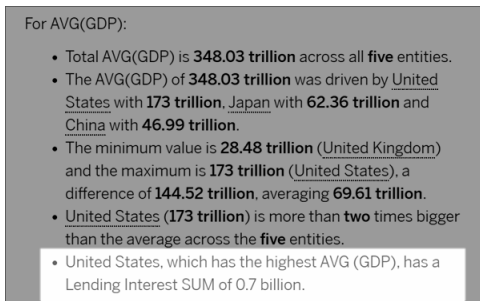 For AVG(GDP):
• Total AVG(GDP) is 348.03 trillion across all five entities.
• The AVG(GDP) of 348.03 trillion was driven by United
States with 173 trillion, Japan with 62.36 trillion and
China with 46.99 trillion.
• The minimum value is 28.48 trillion (United Kingdom)
and the maximum is 173 trillion (United States), a
difference of 144.52 trillion, averaging 69.61 trillion.
• United States (173 trillion) is more than two times bigger
than the average across the five entities.
• United States, which has the highest AVG (GDP), has a
Lending Interest SUM of 0.7 billion.